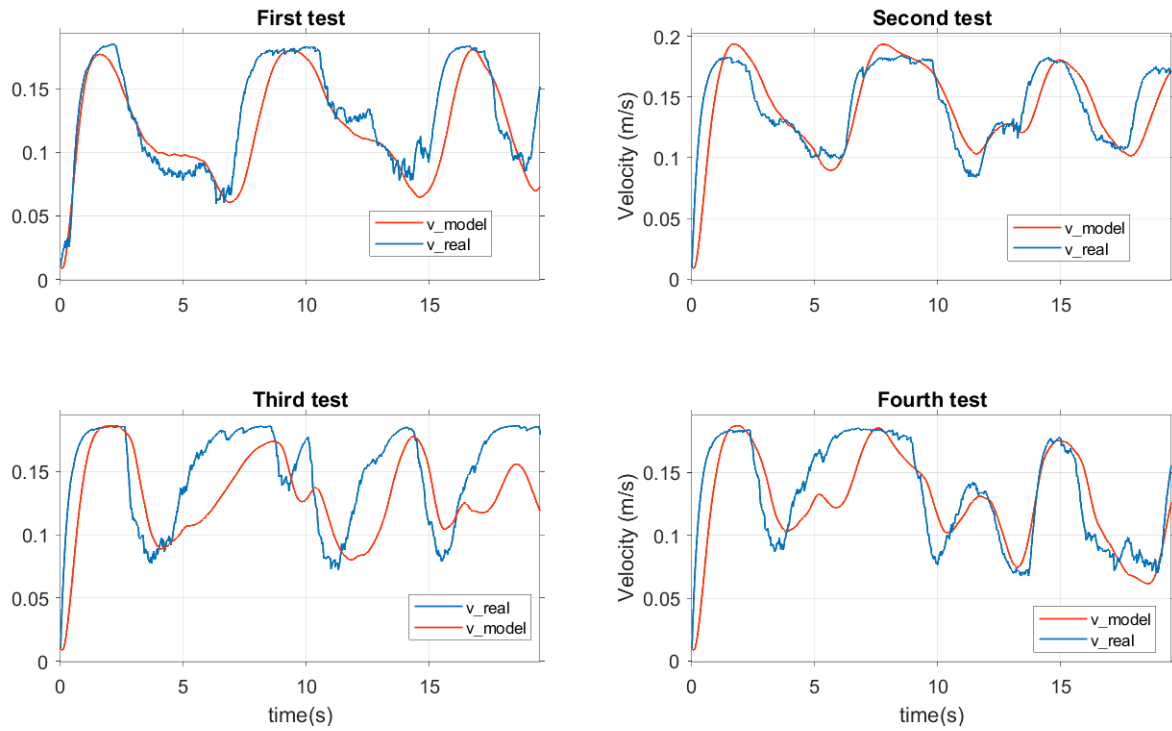 First test
0.15
0.1
0.05
0
v_model
v_real
0 5 10 15
Second test
0.2
0.15
0.1
0.05
0
Velocity (m/s)
v_model
v_real
0 5 10 15
Third test
0.15
0.1
0.05
0
v_real
v_model
0 5 10 15
time(s)
Fourth test
0.15
0.1
0.05
0
Velocity (m/s)
v_model
v_real
0 5 10 15
time(s)